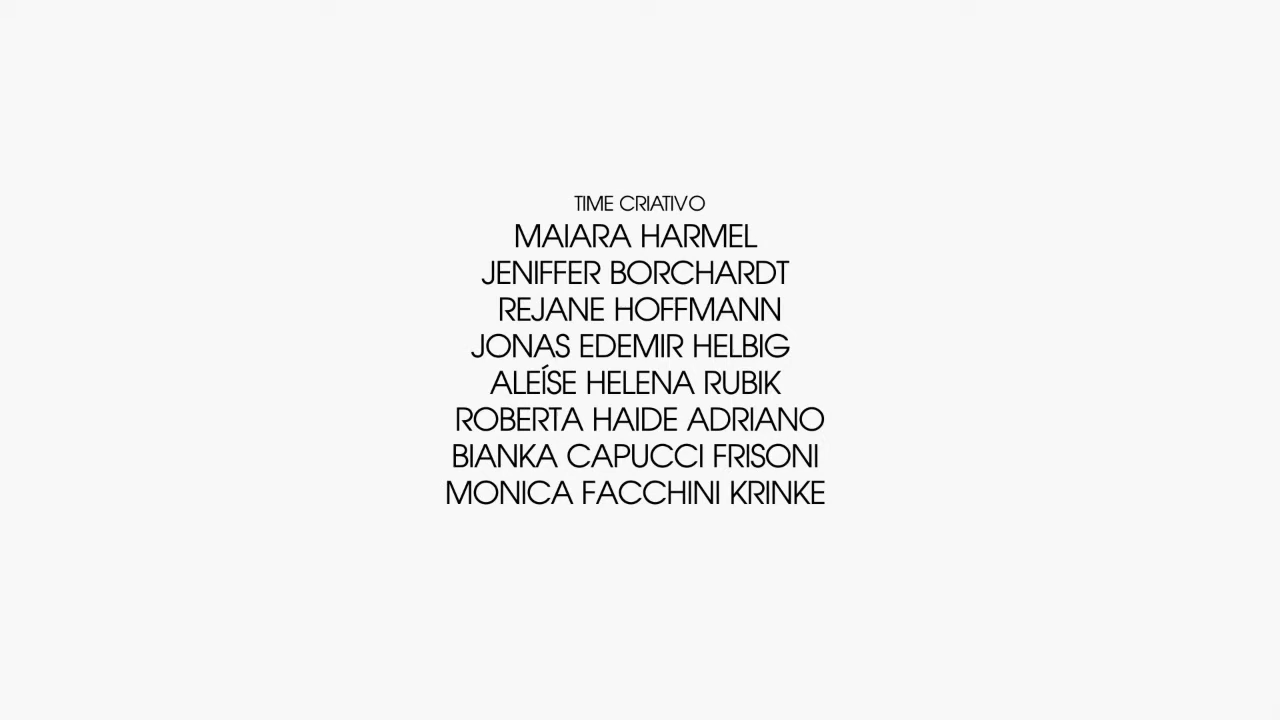 TIME CRIATIVO
MAIARA HARMEL
JENIFFER BORCHARDT
REJANE HOFFMANN
JONAS EDEMIR HELBIG
ALEÍSE HELENA RUBIK
ROBERTA HAIDE ADRIANO
BIANKA CAPUCCI FRISONI
MONICA FACCHINI KRINKE